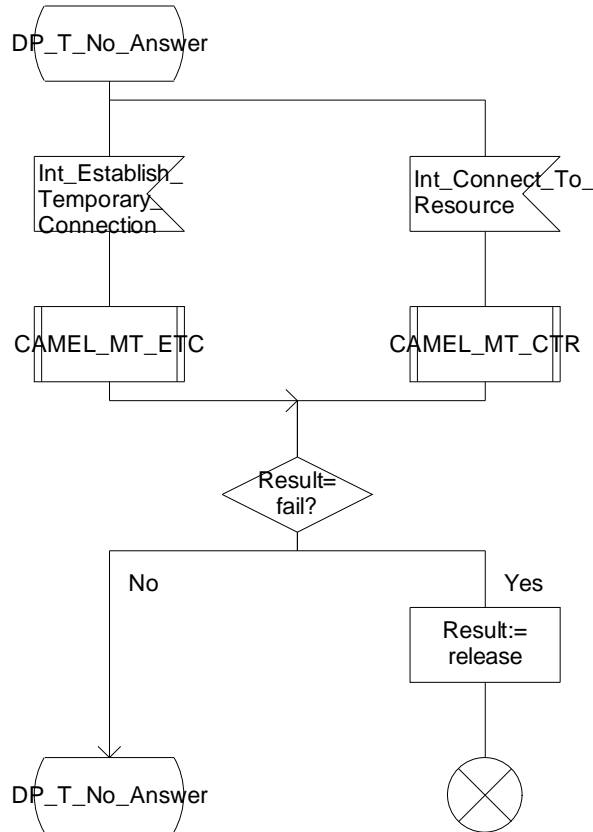 DP_T_No_Answer
Int_Establish_
Temporary_
Connection
Int_Connect_To_
Resource
CAMEL_MT_ETC
CAMEL_MT_CTR
Result=
fail?
No
Yes
Result:=
release
DP_T_No_Answer